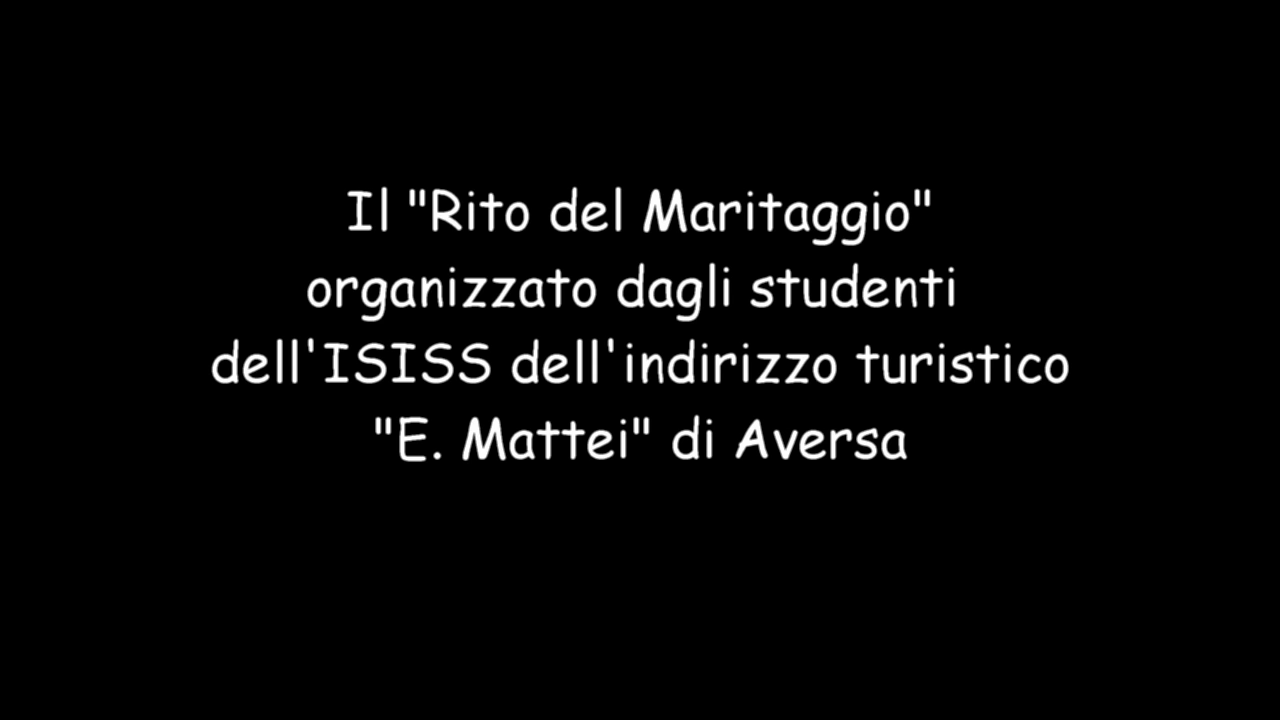 Il "Rito del Maritaggio"
organizzato dagli studenti
dell'ISISS dell'indirizzo turistico
"E. Mattei" di Aversa